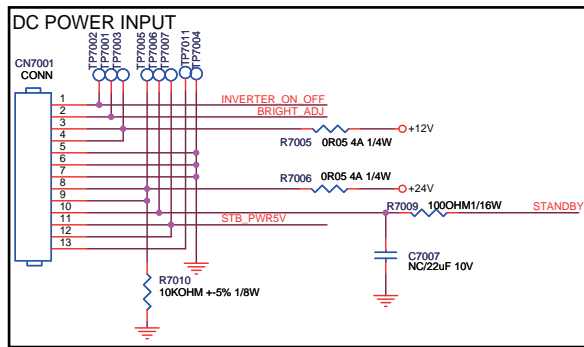 DC POWER INPUT
TP7002
TP7001
TP7003
TP7005
TP7006
TP7007
TP7011
TP7004
CN7001
CONN
1
2
3
4
5
6
7
8
9
10
11
12
13
INVERTER_ON_OFF
BRIGHT_ADJ
R7005 0R05 4A 1/4W
+12V
R7006 0R05 4A 1/4W
+24V
R7009 100OHM1/16W
STANDBY
STB_PWR5V
C7007
NC/22uF 10V
R7010
10KOHM +-5% 1/8W